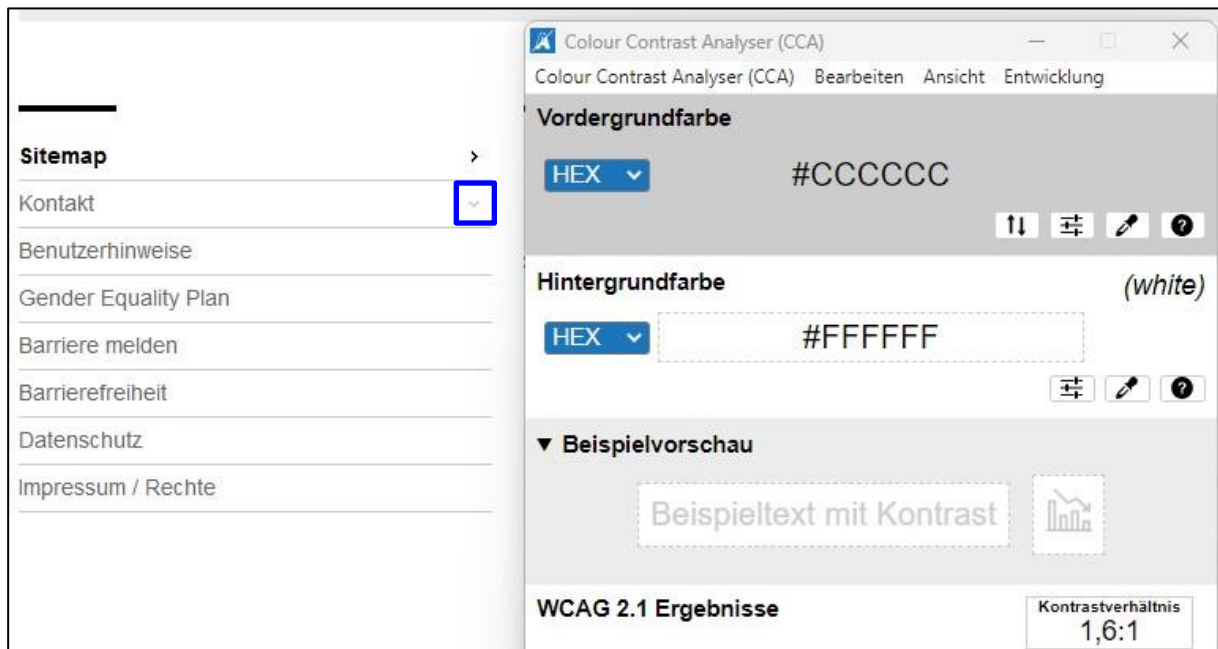 Sitemap
Kontakt
Benutzerhinweise
Gender Equality Plan
Barriere melden
Barrierefreiheit
Datenschutz
Impressum / Rechte
Colour Contrast Analyser (CCA)
Colour Contrast Analyser (CCA) Bearbeiten Ansicht Entwicklung
Vordergrundfarbe
HEX #CCCCCC
Hintergrundfarbe (white)
HEX #FFFFFF
▼ Beispielvorschau
Beispieltext mit Kontrast
WCAG 2.1 Ergebnisse
Kontrastverhältnis
1,6:1